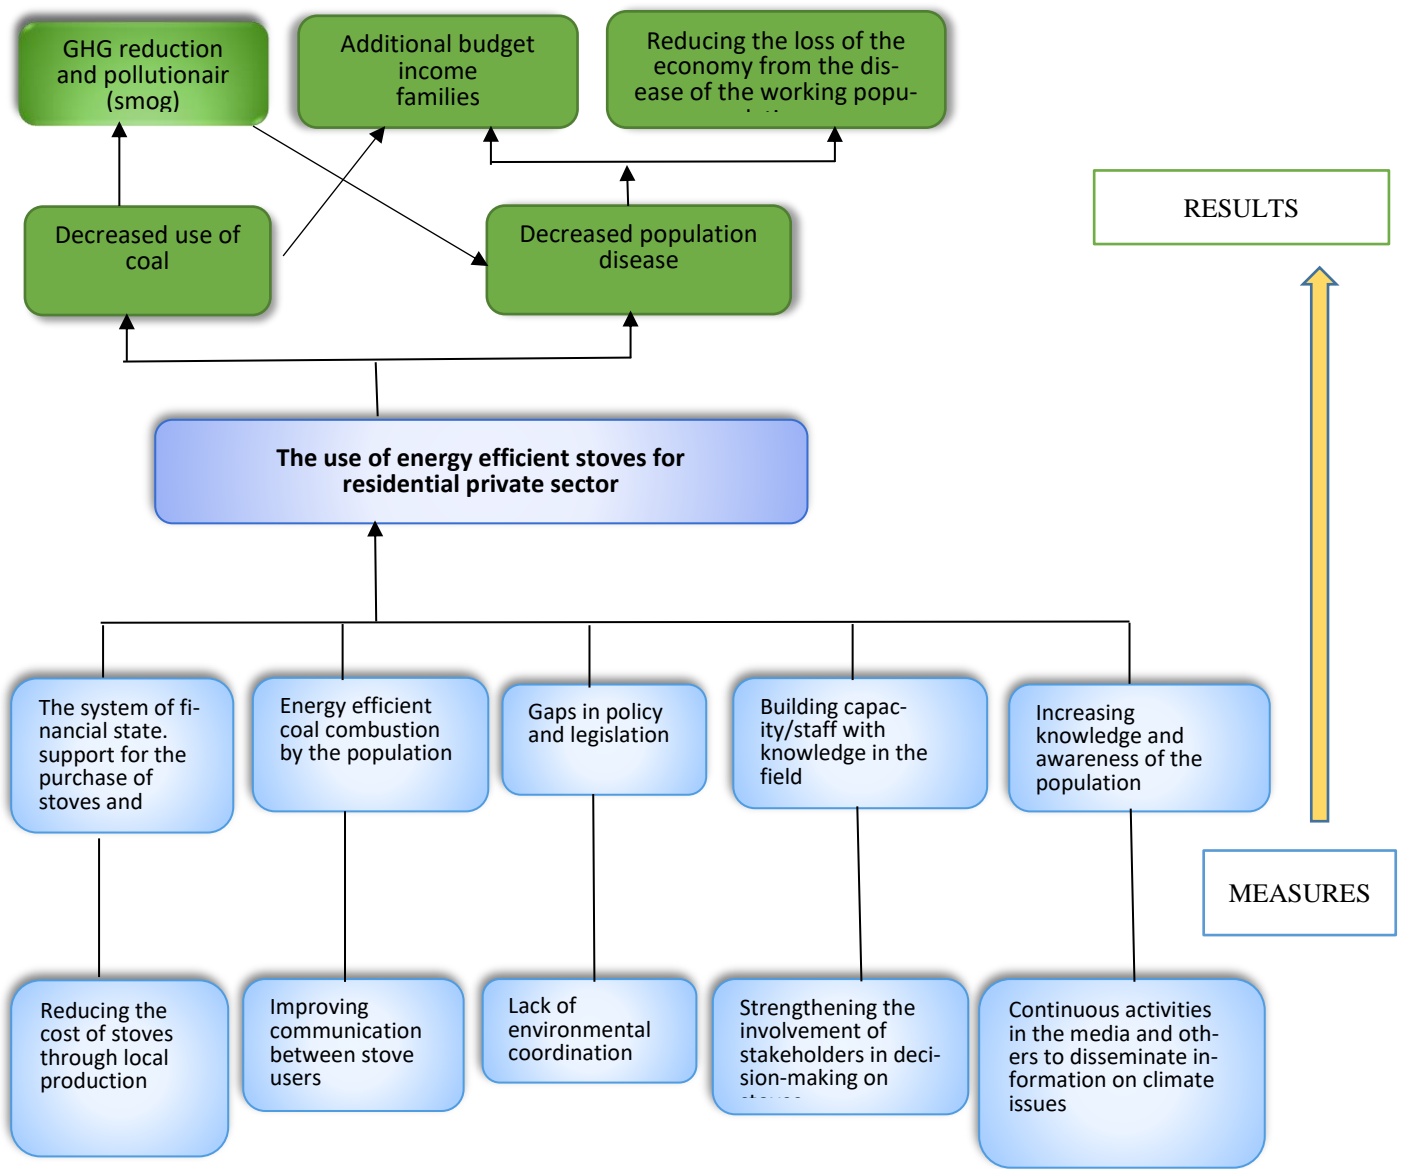 GHG reduction
and pollutionair
(smog)
Additional budget
income
families
Reducing the loss of the
economy from the dis-
ease of the working popu-
Decreased use of
coal
Decreased population
disease
RESULTS
The use of energy efficient stoves for
residential private sector
The system of fi-
nancial state.
support for the
purchase of
stoves and
Energy efficient
coal combustion
by the population
Gaps in policy
and legislation
Building capac-
ity/staff with
knowledge in the
field
Increasing
knowledge and
awareness of the
population
MEASURES
Reducing the
cost of stoves
through local
production
Improving
communication
between stove
users
Lack of
environmental
coordination
Strengthening the
involvement of
stakeholders in deci-
sion-making on
Continuous activities
in the media and oth-
ers to disseminate in-
formation on climate
issues